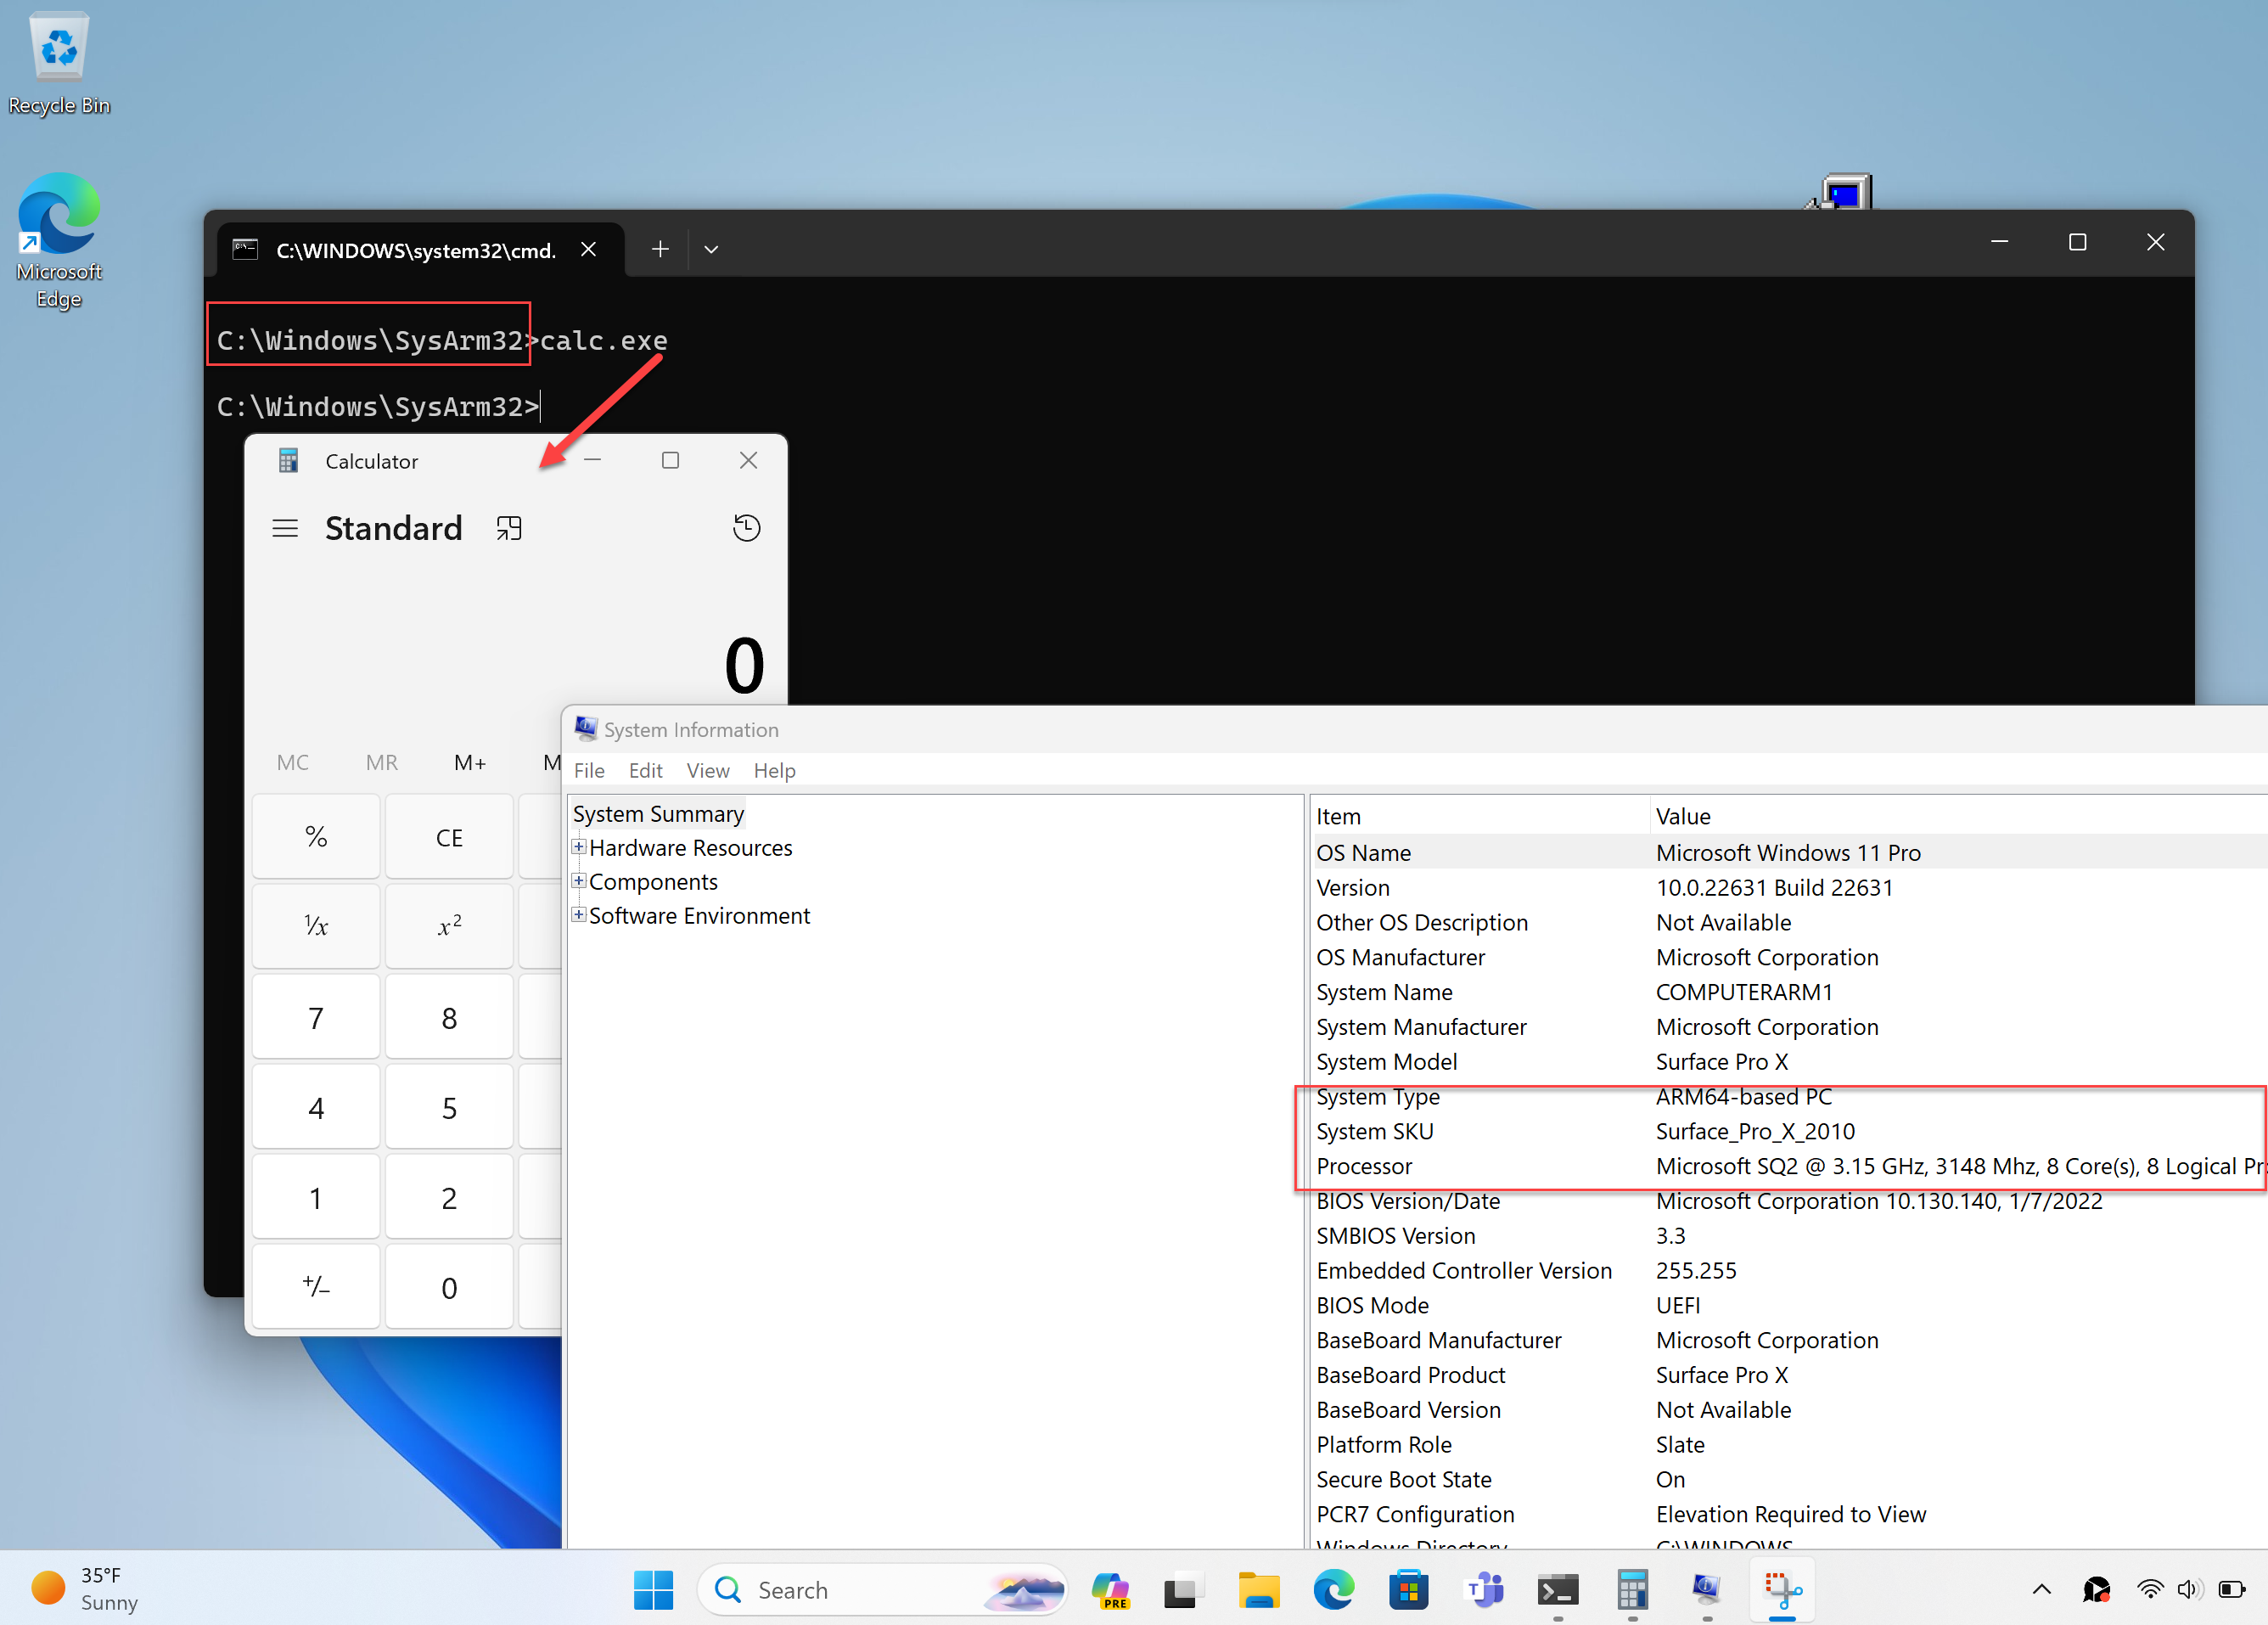 Recycle Bin
Microsoft
Edge
C:\WINDOWS\system32\cmd.
C:\Windows\SysArm32>calc.exe
C:\Windows\SysArm32>
Calculator
Standard
0
MC MR M+ M
% CE
¹/x x²
7 8
4 5
1 2
+/− 0
System Information
File Edit View Help
System Summary
Hardware Resources
Components
Software Environment
Item Value
OS Name Microsoft Windows 11 Pro
Version 10.0.22631 Build 22631
Other OS Description Not Available
OS Manufacturer Microsoft Corporation
System Name COMPUTERARM1
System Manufacturer Microsoft Corporation
System Model Surface Pro X
System Type ARM64-based PC
System SKU Surface_Pro_X_2010
Processor Microsoft SQ2 @ 3.15 GHz, 3148 Mhz, 8 Core(s), 8 Logical Pr
BIOS Version/Date Microsoft Corporation 10.130.140, 1/7/2022
SMBIOS Version 3.3
Embedded Controller Version 255.255
BIOS Mode UEFI
BaseBoard Manufacturer Microsoft Corporation
BaseBoard Product Surface Pro X
BaseBoard Version Not Available
Platform Role Slate
Secure Boot State On
PCR7 Configuration Elevation Required to View
Windows Directory C:\WINDOWS
35°F
Sunny
Search
PRE